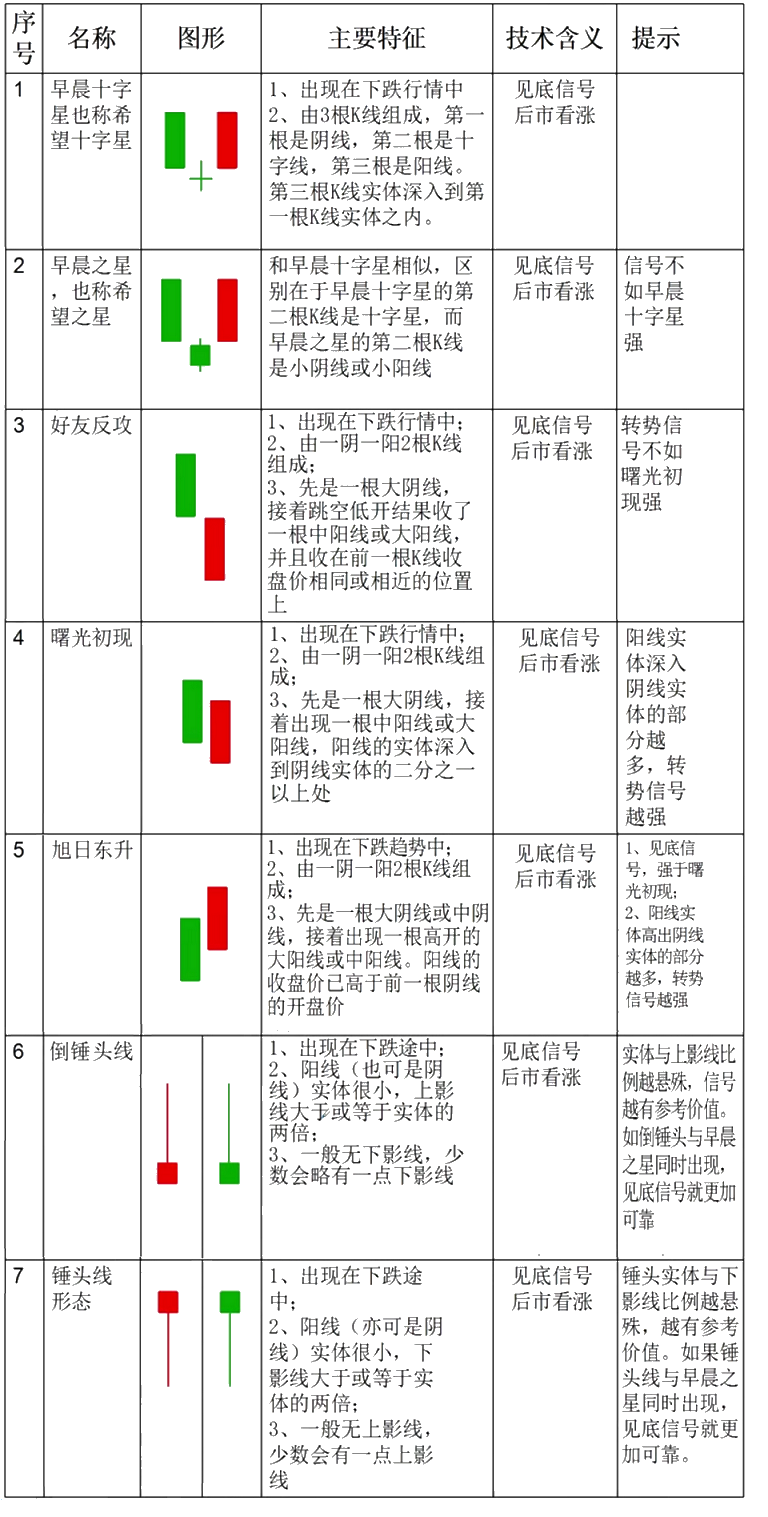 序号 名称 图形 主要特征 技术含义 提示
1
早晨十字
星也称希
望十字星
1、出现在下跌行情中
2、由3根K线组成，第一
根是阴线，第二根是十
字线，第三根是阳线。
第三根K线实体深入到第
一根K线实体之内。
见底信号
后市看涨
2
早晨之星
，也称希
望之星
和早晨十字星相似，区
别在于早晨十字星的第
二根K线是十字星，而
早晨之星的第二根K线
是小阴线或小阳线
见底信号
后市看涨
信号不
如早晨
十字星
强
3
好友反攻
1、出现在下跌行情中；
2、由一阴一阳2根K线
组成；
3、先是一根大阴线，
接着跳空低开结果收了
一根中阳线或大阳线，
并且收在前一根K线收
盘价相同或相近的位置
上
见底信号
后市看涨
转势信
号不如
曙光初
现强
4
曙光初现
1、出现在下跌行情中；
2、由一阴一阳2根K线组
成；
3、先是一根大阴线，接
着出现一根中阳线或大
阳线，阳线的实体深入
到阴线实体的二分之一
以上处
见底信号
后市看涨
阳线实
体深入
阴线实
体的部
分越
多，转
势信号
越强
5
旭日东升
1、出现在下跌趋势中；
2、由一阴一阳2根K线组
成；
3、先是一根大阴线或中阴
线，接着出现一根高开的
大阳线或中阳线。阳线的
收盘价已高于前一根阴线
的开盘价
见底信号
后市看涨
1、见底信
号，强于曙
光初现；
2、阳线实
体高出阴线
实体的部分
越多，转势
信号越强
6
倒锤头线
1、出现在下跌途中；
2、阳线（也可是阴
线）实体很小，上影
线大于或等于实体的
两倍；
3、一般无下影线，少
数会略有一点下影线
见底信号
后市看涨
实体与上影线比
例越悬殊，信号
越有参考价值。
如倒锤头与早晨
之星同时出现，
见底信号就更加
可靠
7
锤头线
形态
1、出现在下跌途
中；
2、阳线（亦可是阴
线）实体很小，下
影线大于或等于实
体的两倍；
3、一般无上影线，
少数会有一点上影
线
见底信号
后市看涨
锤头实体与下
影线比例越悬
殊，越有参考
价值。如果锤
头线与早晨之
星同时出现，
见底信号就更
加可靠。